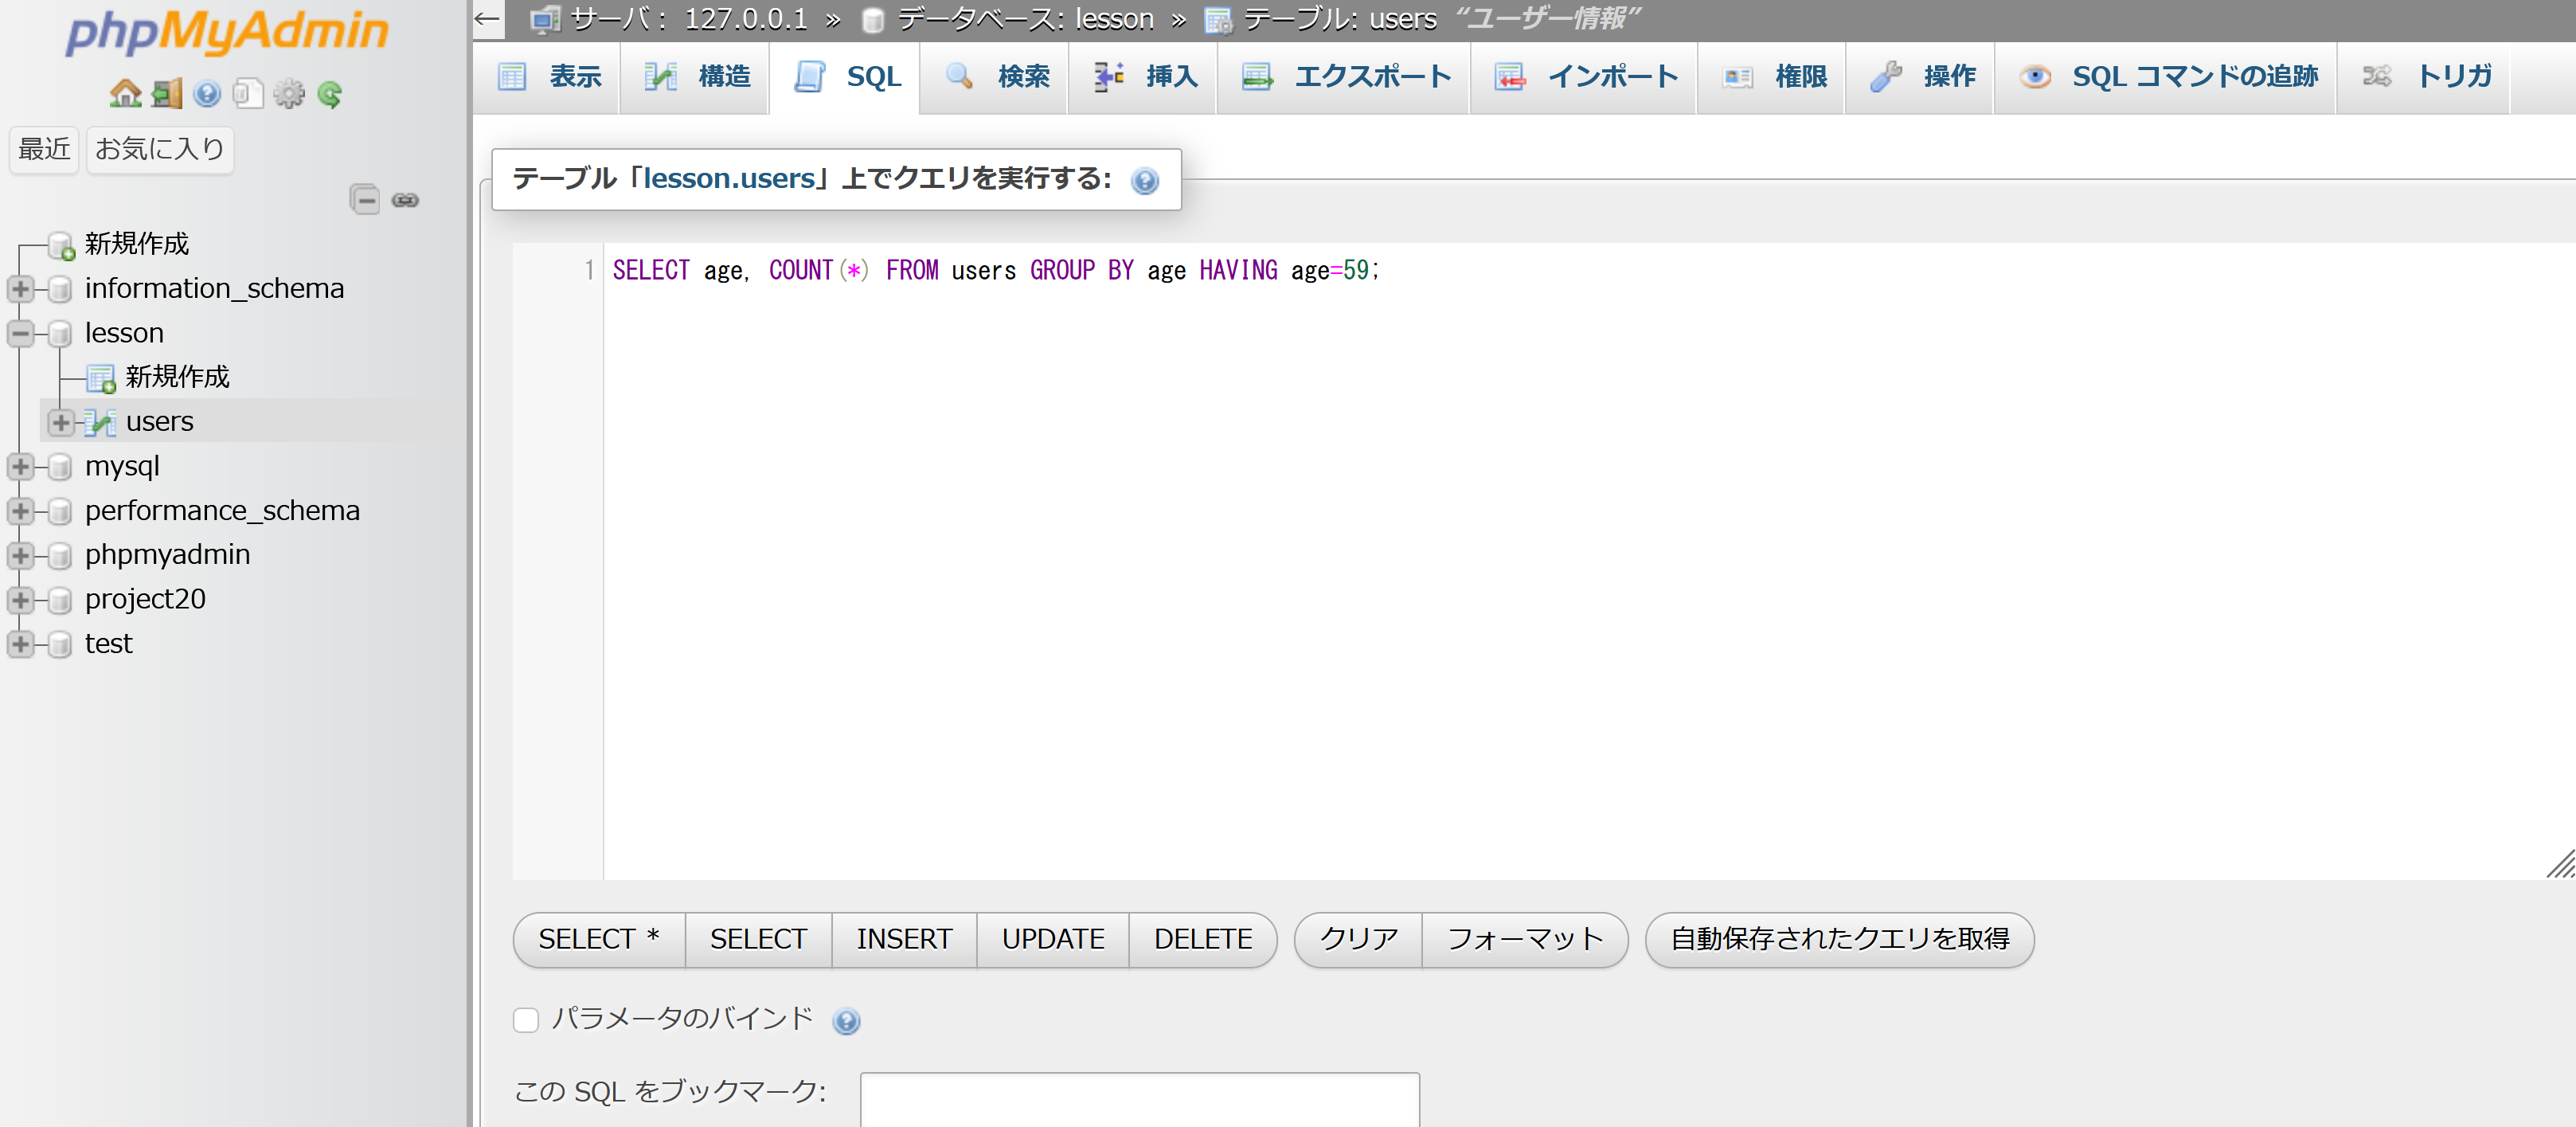 phpMyAdmin
最近 お気に入り
新規作成
information_schema
lesson
新規作成
users
mysql
performance_schema
phpmyadmin
project20
test
← サーバ： 127.0.0.1 » データベース: lesson » テーブル: users “ユーザー情報”
表示 構造 SQL 検索 挿入 エクスポート インポート 権限 操作 SQL コマンドの追跡 トリガ
テーブル「lesson.users」上でクエリを実行する:
1 SELECT age, COUNT(*) FROM users GROUP BY age HAVING age=59;
SELECT * SELECT INSERT UPDATE DELETE クリア フォーマット 自動保存されたクエリを取得
パラメータのバインド
この SQL をブックマーク: